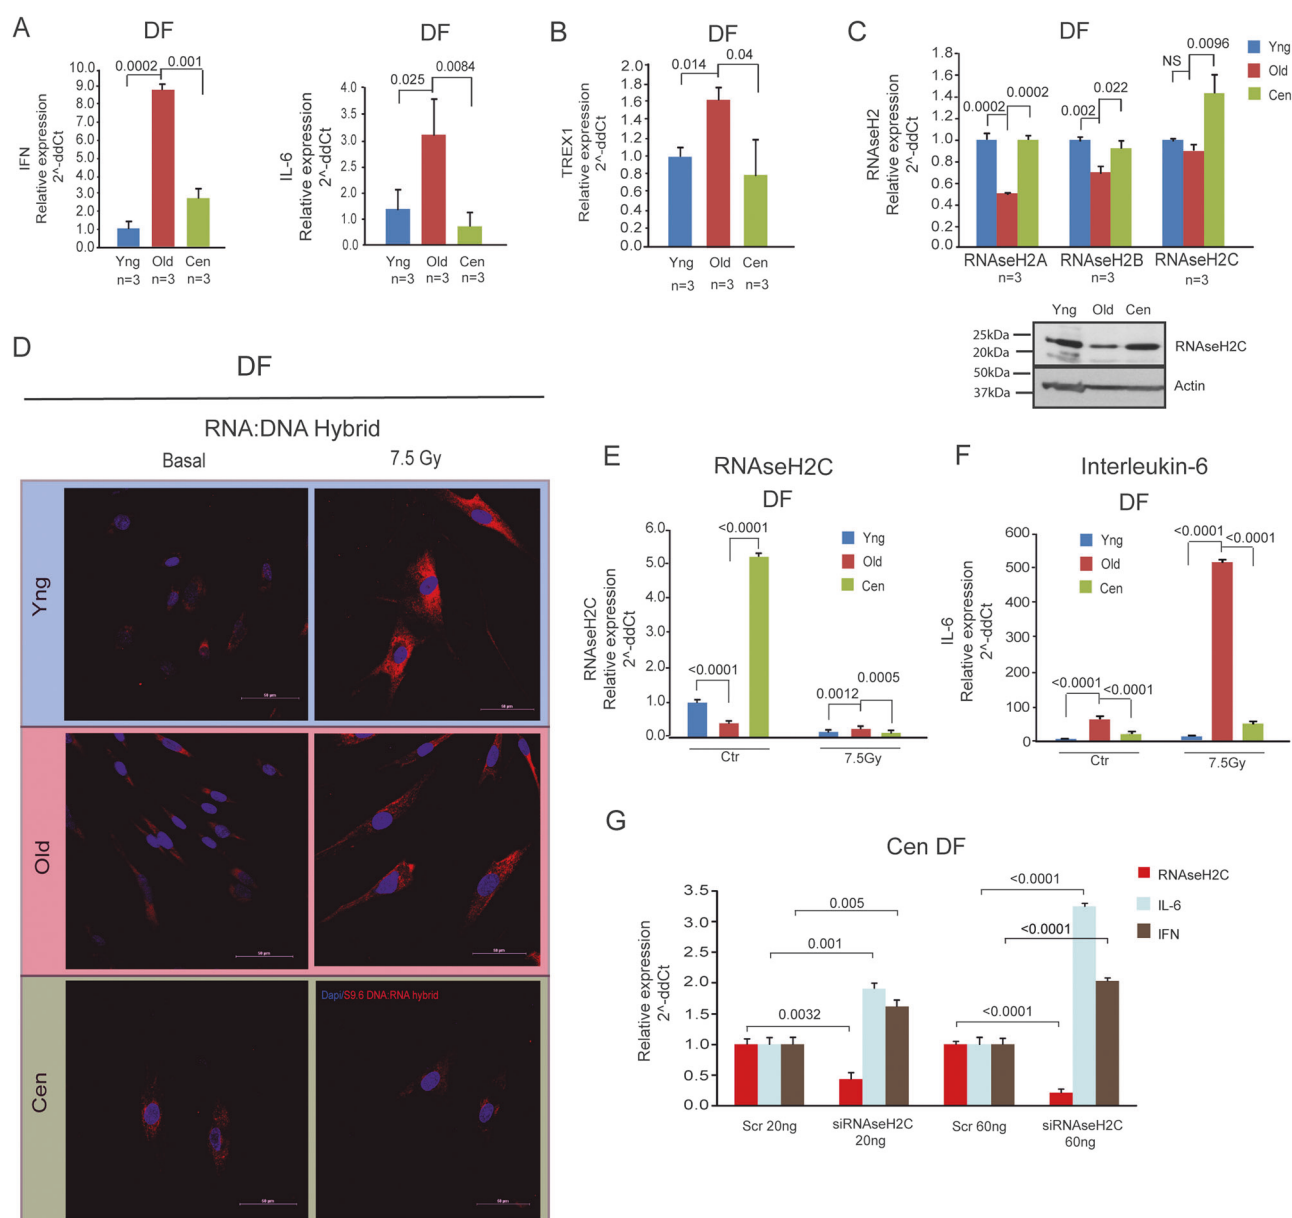 A
DF
IFN
Relative expression
2^-ddCt
10.0
9.0
8.0
7.0
6.0
5.0
4.0
3.0
2.0
1.0
0.0
0.0002
0.001
Yng
Old
Cen
n=3
n=3
n=3
DF
IL-6
Relative expression
2^-ddCt
4.0
3.0
2.0
1.0
0.0
0.025
0.0084
Yng
Old
Cen
n=3
n=3
n=3
B
DF
TREX1
Relative expression
2^-ddCt
2.0
1.8
1.6
1.4
1.2
1.0
0.8
0.6
0.4
0.2
0.0
0.014
0.04
Yng
Old
Cen
n=3
n=3
n=3
C
DF
RNAseH2
Relative expression
2^-ddCt
1.8
1.6
1.4
1.2
1.0
0.8
0.6
0.4
0.2
0.0
0.0002
0.0002
0.002
0.022
NS
0.0096
Yng
Old
Cen
RNAseH2A
RNAseH2B
RNAseH2C
n=3
n=3
n=3
Yng
Old
Cen
25kDa
20kDa
50kDa
37kDa
RNAseH2C
Actin
D
DF
RNA:DNA Hybrid
Basal
7.5 Gy
Yng
Old
Cen
Dapi/S9.6 DNA:RNA hybrid
E
RNAseH2C
DF
RNAseH2C
Relative expression
2^-ddCt
6.0
5.0
4.0
3.0
2.0
1.0
0.0
<0.0001
<0.0001
0.0012
0.0005
Yng
Old
Cen
Ctr
7.5Gy
F
Interleukin-6
DF
IL-6
Relative expression
2^-ddCt
600
500
400
300
200
100
0
<0.0001
<0.0001
<0.0001
<0.0001
Yng
Old
Cen
Ctr
7.5Gy
G
Cen DF
Relative expression
2^-ddCt
3.5
3.0
2.5
2.0
1.5
1.0
0.5
0.0
0.005
0.001
0.0032
<0.0001
<0.0001
<0.0001
RNAseH2C
IL-6
IFN
Scr 20ng
siRNAseH2C
20ng
Scr 60ng
siRNAseH2C
60ng